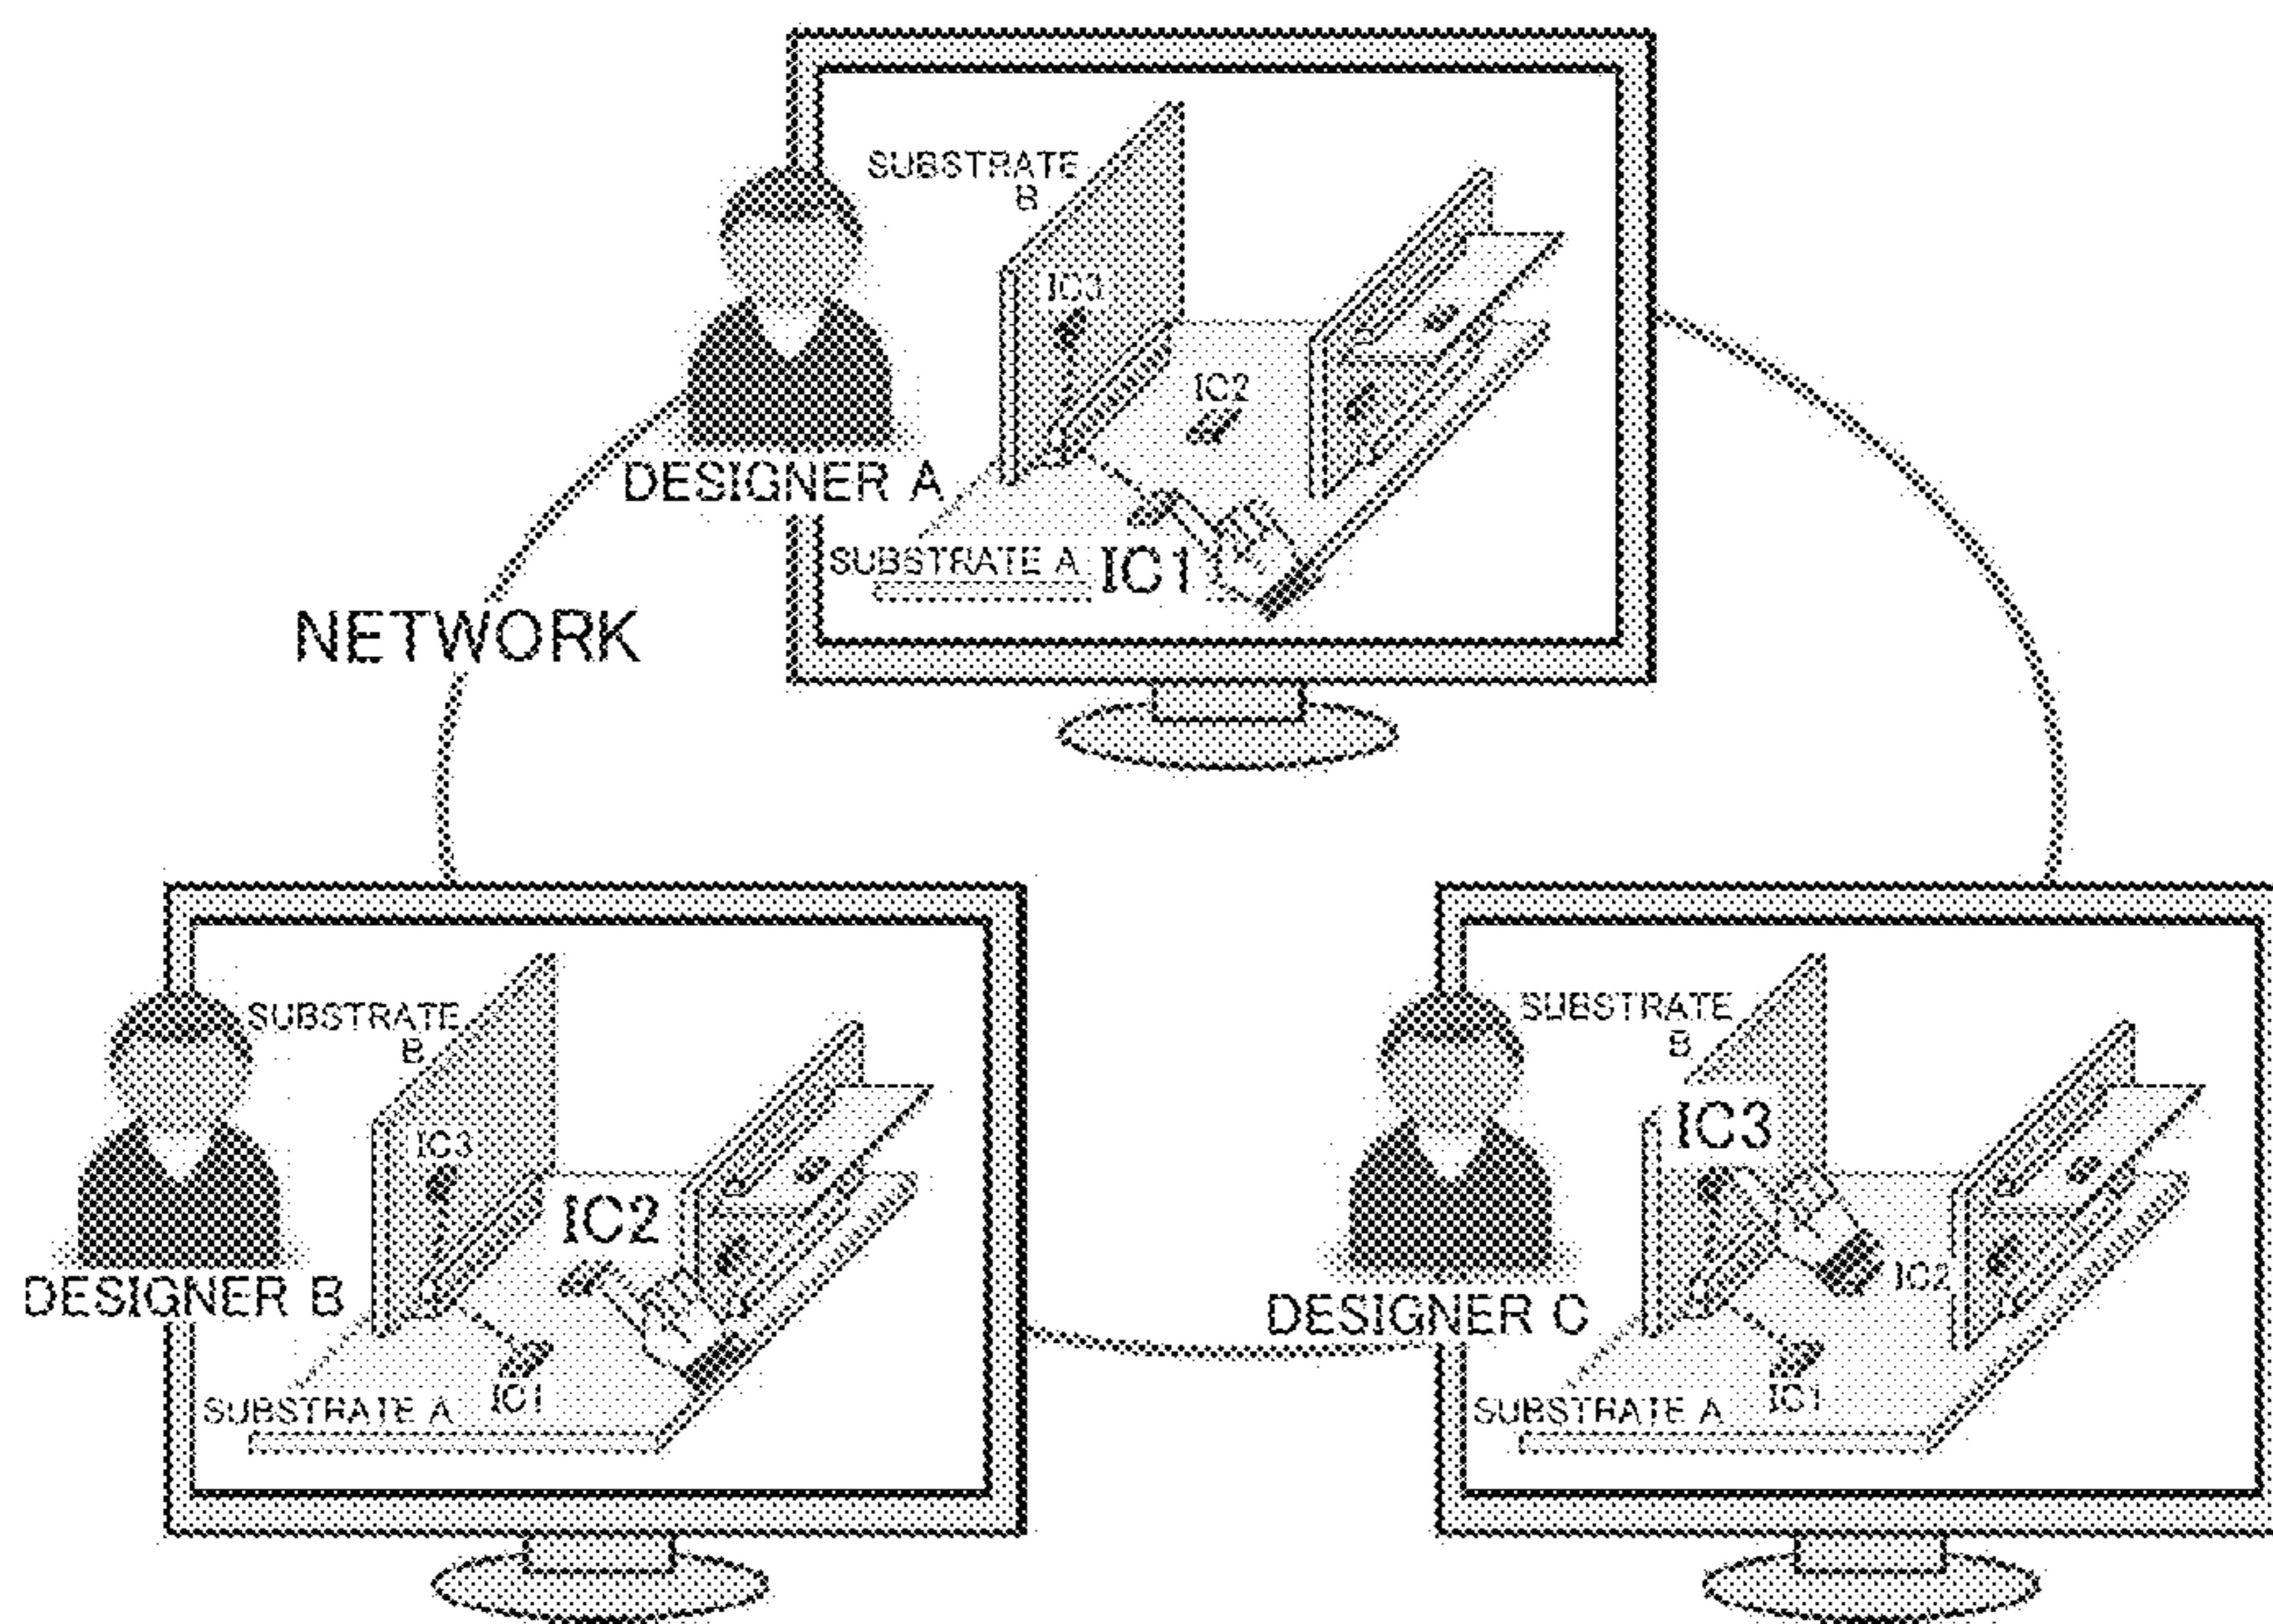 SUBSTRATE
B
IC3
IC2
DESIGNER A
SUBSTRATE A
IC1
NETWORK
SUBSTRATE
B
IC3
IC2
DESIGNER B
IC1
SUBSTRATE A
SUBSTRATE
B
IC3
IC2
DESIGNER C
IC1
SUBSTRATE A